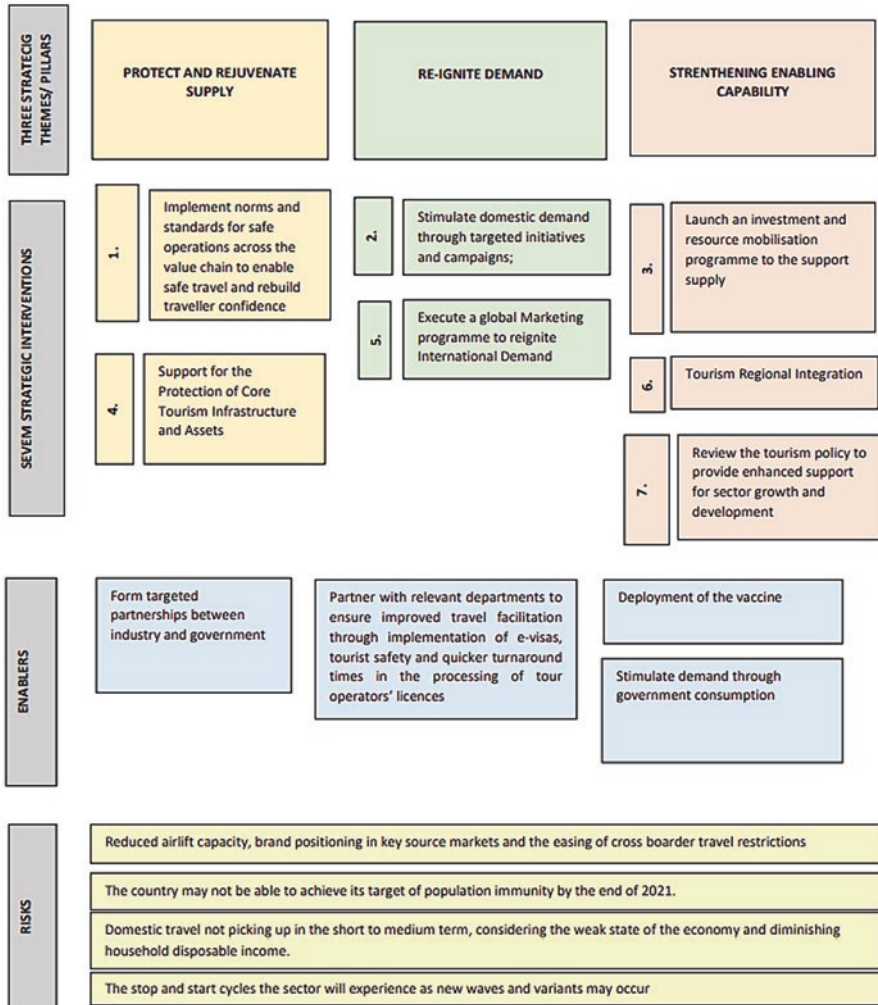 THREE STRATECIG
THEMES/ PILLARS
PROTECT AND REJUVENATE
SUPPLY
RE-IGNITE DEMAND
STRENTHENING ENABLING
CAPABILITY
SEVEM STRATEGIC INTERVENTIONS
1.
Implement norms and
standards for safe
operations across the
value chain to enable
safe travel and rebuild
traveller confidence
2.
Stimulate domestic demand
through targeted initiatives
and campaigns;
3.
Launch an investment and
resource mobilisation
programme to the support
supply
4.
Support for the
Protection of Core
Tourism Infrastructure
and Assets
5.
Execute a global Marketing
programme to reignite
International Demand
6.
Tourism Regional Integration
7.
Review the tourism policy to
provide enhanced support
for sector growth and
development
ENABLERS
Form targeted
partnerships between
industry and government
Partner with relevant departments to
ensure improved travel facilitation
through implementation of e-visas,
tourist safety and quicker turnaround
times in the processing of tour
operators' licences
Deployment of the vaccine
Stimulate demand through
government consumption
RISKS
Reduced airlift capacity, brand positioning in key source markets and the easing of cross boarder travel restrictions
The country may not be able to achieve its target of population immunity by the end of 2021.
Domestic travel not picking up in the short to medium term, considering the weak state of the economy and diminishing
household disposable income.
The stop and start cycles the sector will experience as new waves and variants may occur